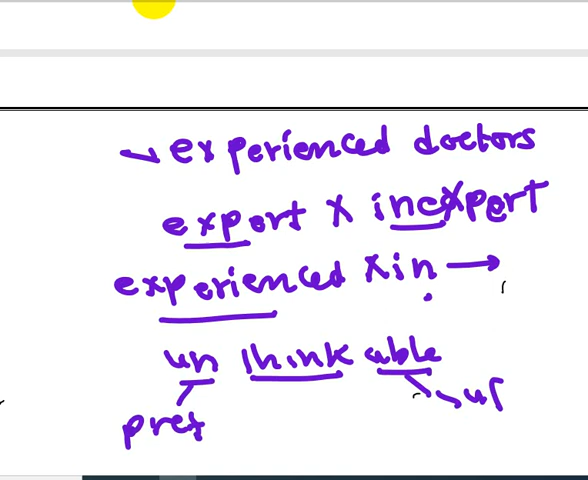 experienced doctors
expert X inexpert
experienced X in →
un think able
pref suf